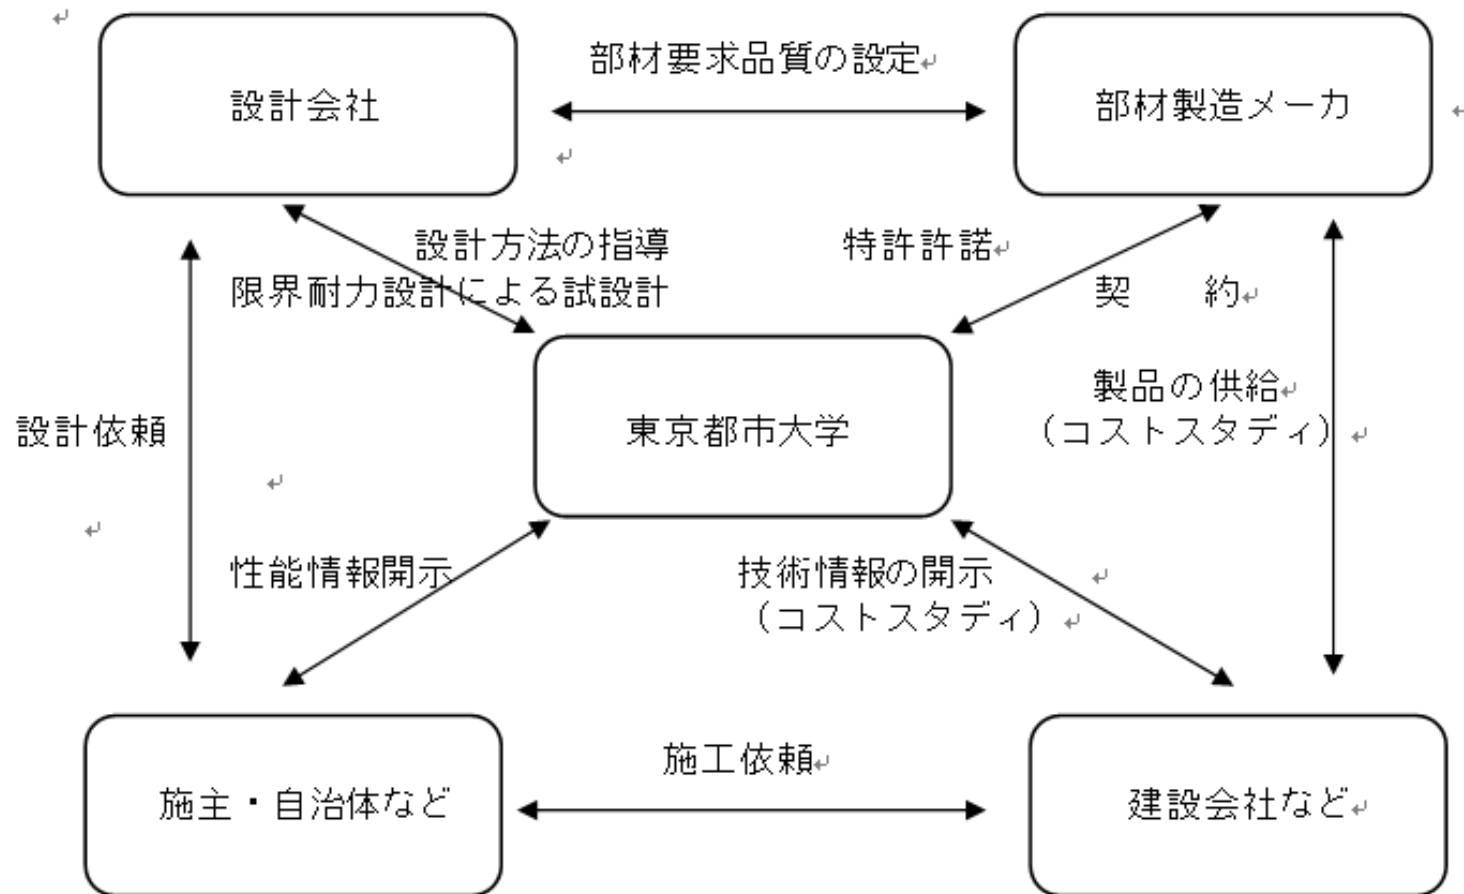 部材要求品質の設定
設計会社
部材製造メーカ
設計方法の指導
限界耐力設計による試設計
特許許諾
契　　約
製品の供給
（コストスタディ）
設計依頼
東京都市大学
性能情報開示
技術情報の開示
（コストスタディ）
施工依頼
施主・自治体など
建設会社など